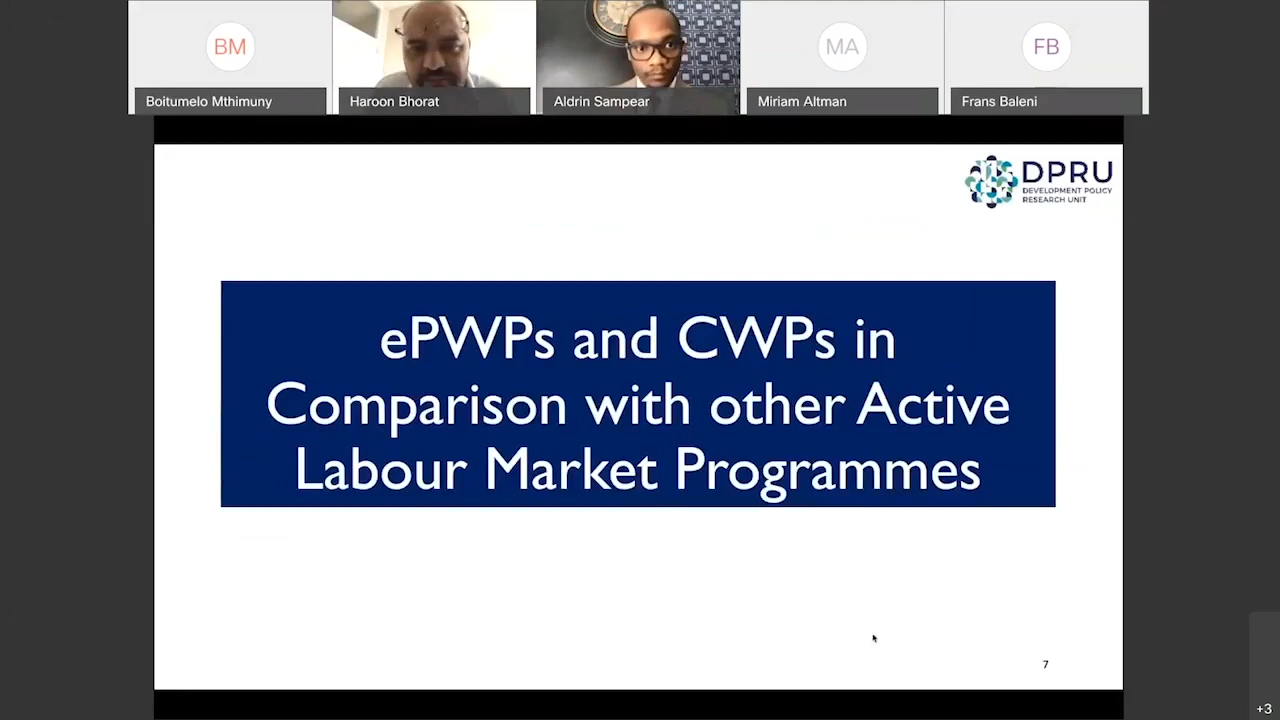 BM
MA
FB
Boitumelo Mthimuny
Haroon Bhorat
Aldrin Sampear
Miriam Altman
Frans Baleni
DPRU
DEVELOPMENT POLICY
RESEARCH UNIT
ePWPs and CWPs in
Comparison with other Active
Labour Market Programmes
7
+3